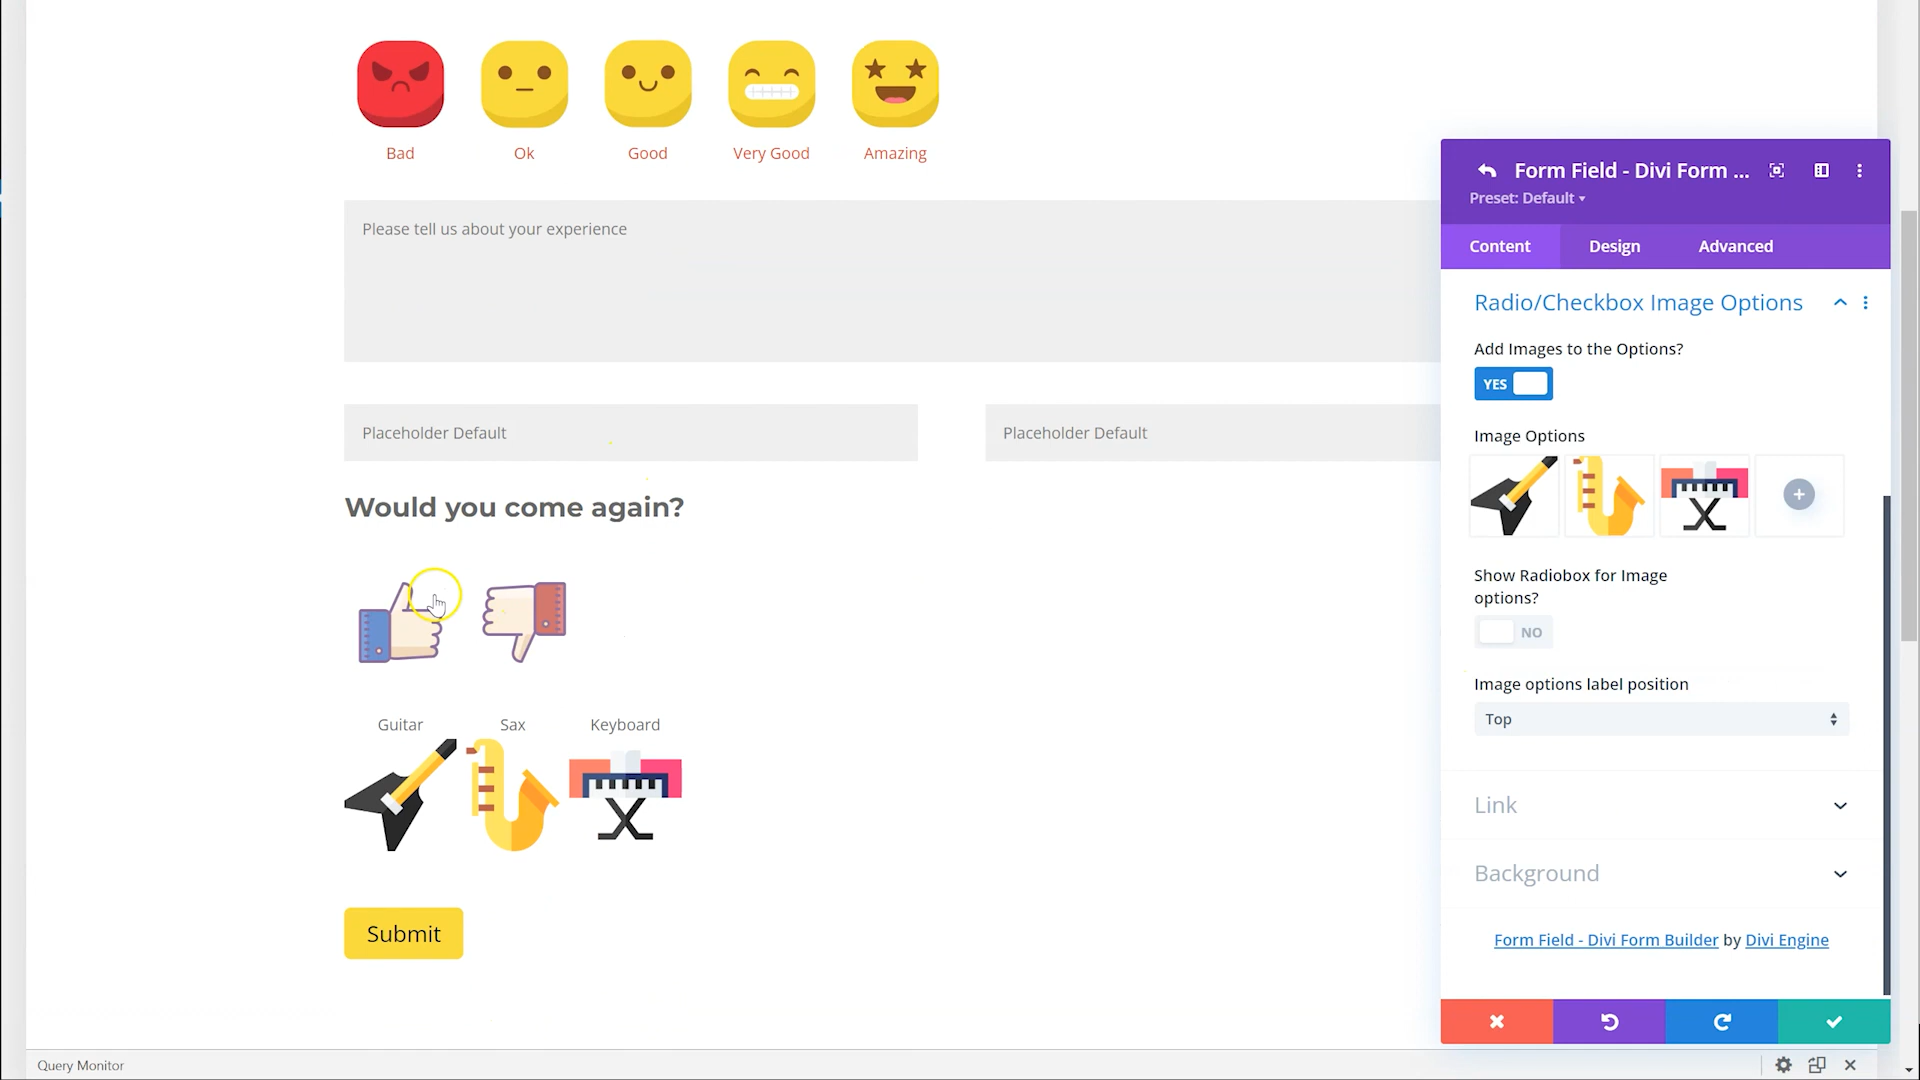 Bad
Ok
Good
Very Good
Amazing
Please tell us about your experience
Placeholder Default
Placeholder Default
Would you come again?
Guitar
Sax
Keyboard
Submit
Form Field - Divi Form ...
Preset: Default
Content
Design
Advanced
Radio/Checkbox Image Options
Add Images to the Options?
YES
Image Options
Show Radiobox for Image
options?
NO
Image options label position
Top
Link
Background
Form Field - Divi Form Builder by Divi Engine
Query Monitor